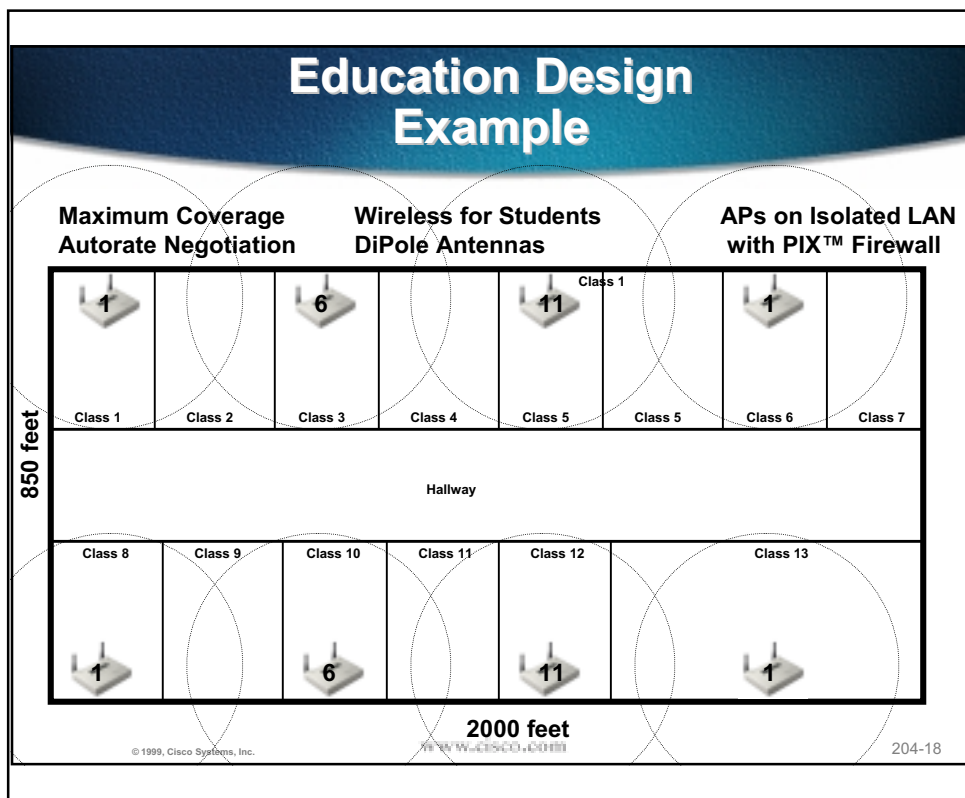 Education Design
Example
Maximum Coverage
Autorate Negotiation
Wireless for Students
DiPole Antennas
APs on Isolated LAN
with PIX™ Firewall
Class 1
1
6
11
1
Class 1
Class 2
Class 3
Class 4
Class 5
Class 5
Class 6
Class 7
850 feet
Hallway
Class 8
Class 9
Class 10
Class 11
Class 12
Class 13
1
6
11
1
2000 feet
© 1999, Cisco Systems, Inc.
www.cisco.com
204-18